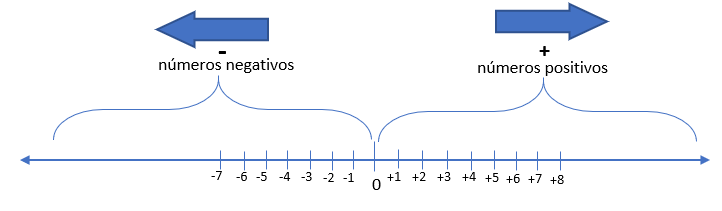 -
números negativos
+
números positivos
-7 -6 -5 -4 -3 -2 -1 0 +1 +2 +3 +4 +5 +6 +7 +8